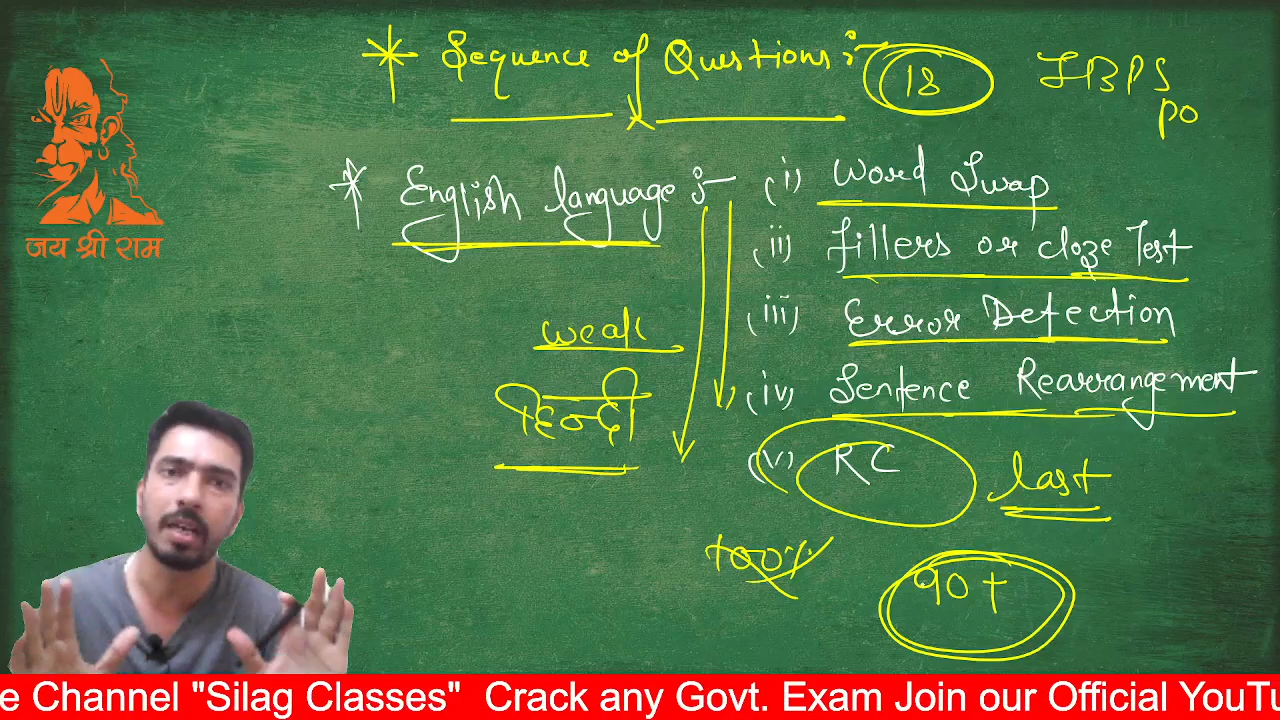 * Sequence of Questions :- 18 IBPS
PO
* English language :- (i) Word Swap
(ii) Fillers or Cloze Test
(iii) Error Detection
(iv) Sentence Rearrangement
(v) RC last
weak
हिन्दी
100%
90+
जय श्री राम
e Channel "Silag Classes" Crack any Govt. Exam Join our Official YouTu